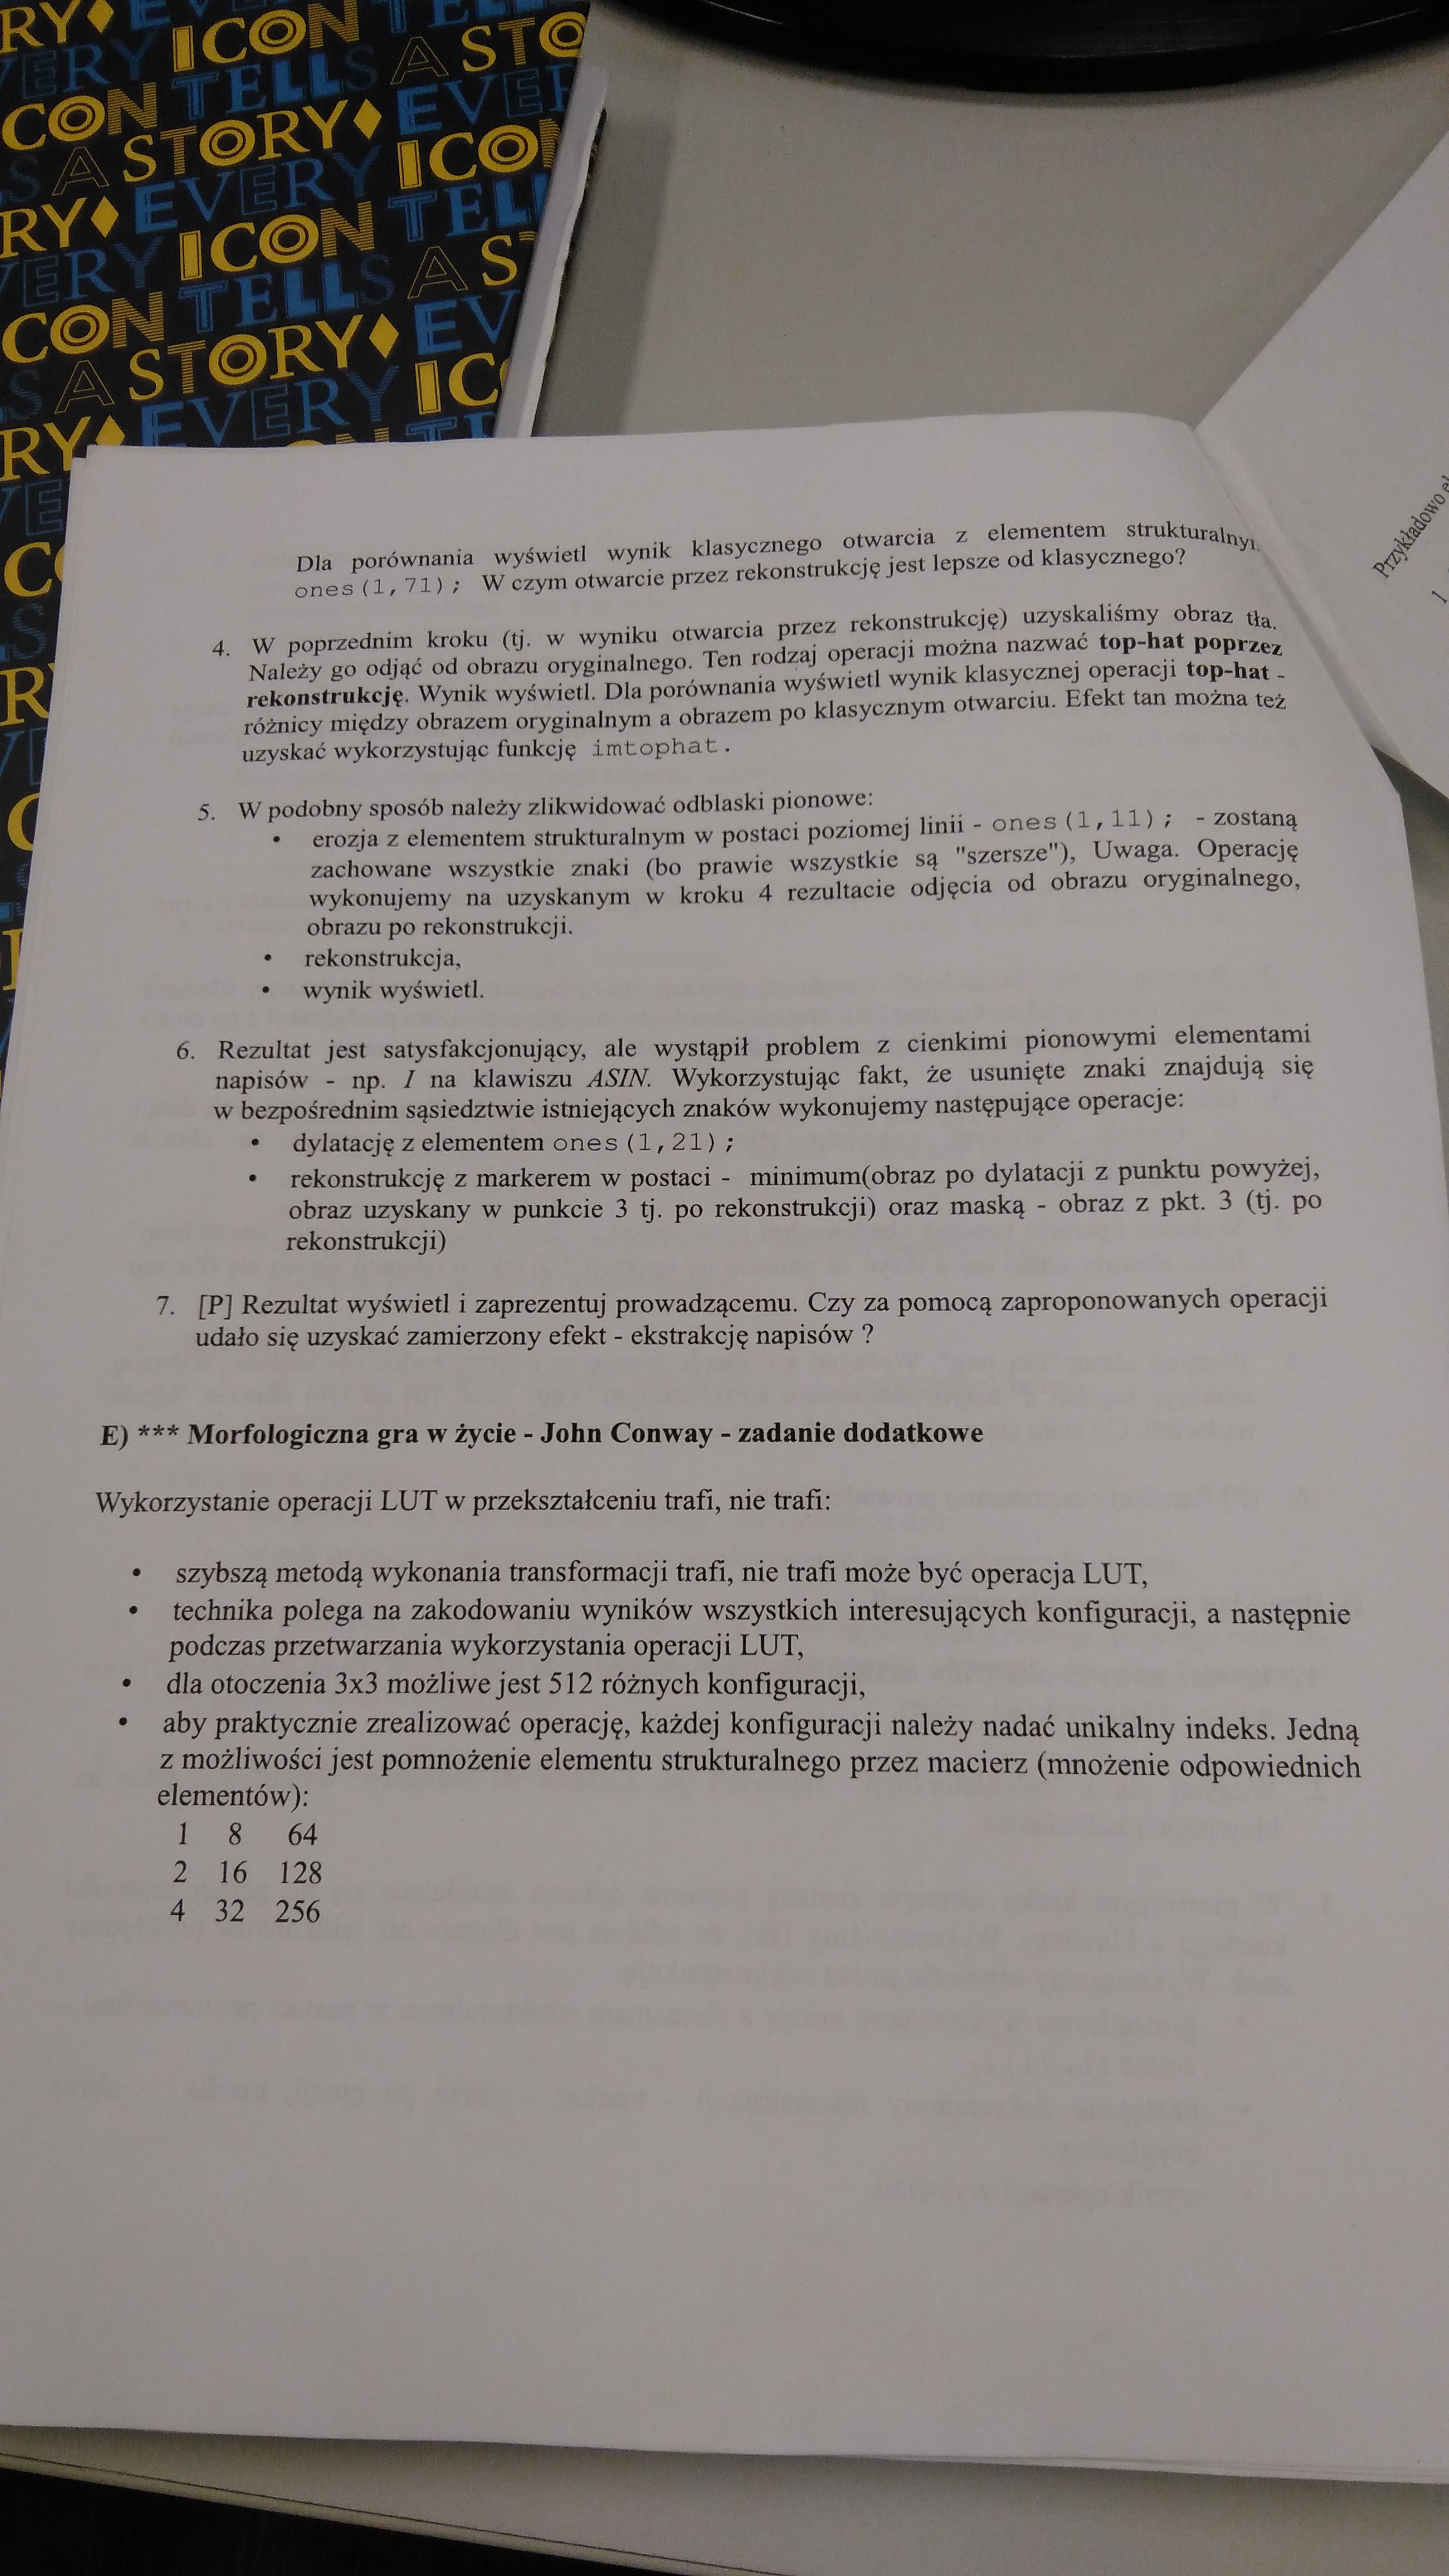 RY♦ EVERY ICON TELLS A STO
VERY ICON TELLS A STO
CON TELLS A STORY♦ EVER
S A STORY♦ EVERY ICON
RY♦ EVERY ICON TELL
VERY ICON TELLS A S
CON TELLS A STORY♦ EV
S A STORY♦ EVERY IC
RY♦ EVERY
Przykładowo
1
Dla porównania wyświetl wynik klasycznego otwarcia z elementem
ones(1,71); W czym otwarcie przez rekonstrukcję jest lepsze od klasycznego?
4. W poprzednim kroku (tj. w wyniku otwarcia przez rekonstrukcję) uzyskaliśmy obraz tła.
Należy go odjąć od obrazu oryginalnego. Ten rodzaj operacji można nazwać top-hat poprzez
rekonstrukcję. Wynik wyświetl. Dla porównania wyświetl wynik klasycznej operacji top-hat -
różnicy między obrazem oryginalnym a obrazem po klasycznym otwarciu. Efekt tan można też
uzyskać wykorzystując funkcję imtophat.
5. W podobny sposób należy zlikwidować odblaski pionowe:
• erozja z elementem strukturalnym w postaci poziomej linii - ones(1,11); - zostaną
zachowane wszystkie znaki (bo prawie wszystkie są "szersze"), Uwaga. Operację
wykonujemy na uzyskanym w kroku 4 rezultacie odjęcia od obrazu oryginalnego,
obrazu po rekonstrukcji.
• rekonstrukcja,
• wynik wyświetl.
6. Rezultat jest satysfakcjonujący, ale wystąpił problem z cienkimi pionowymi elementami
napisów - np. I na klawiszu ASIN. Wykorzystując fakt, że usunięte znaki znajdują się
w bezpośrednim sąsiedztwie istniejących znaków wykonujemy następujące operacje:
• dylatację z elementem ones(1,21);
• rekonstrukcję z markerem w postaci - minimum(obraz po dylatacji z punktu powyżej,
obraz uzyskany w punkcie 3 tj. po rekonstrukcji) oraz maską - obraz z pkt. 3 (tj. po
rekonstrukcji)
7. [P] Rezultat wyświetl i zaprezentuj prowadzącemu. Czy za pomocą zaproponowanych operacji
udało się uzyskać zamierzony efekt - ekstrakcję napisów ?
E) *** Morfologiczna gra w życie - John Conway - zadanie dodatkowe
Wykorzystanie operacji LUT w przekształceniu trafi, nie trafi:
• szybszą metodą wykonania transformacji trafi, nie trafi może być operacja LUT,
• technika polega na zakodowaniu wyników wszystkich interesujących konfiguracji, a następnie
podczas przetwarzania wykorzystania operacji LUT,
• dla otoczenia 3x3 możliwe jest 512 różnych konfiguracji,
• aby praktycznie zrealizować operację, każdej konfiguracji należy nadać unikalny indeks. Jedną
z możliwości jest pomnożenie elementu strukturalnego przez macierz (mnożenie odpowiednich
elementów):
1 8 64
2 16 128
4 32 256